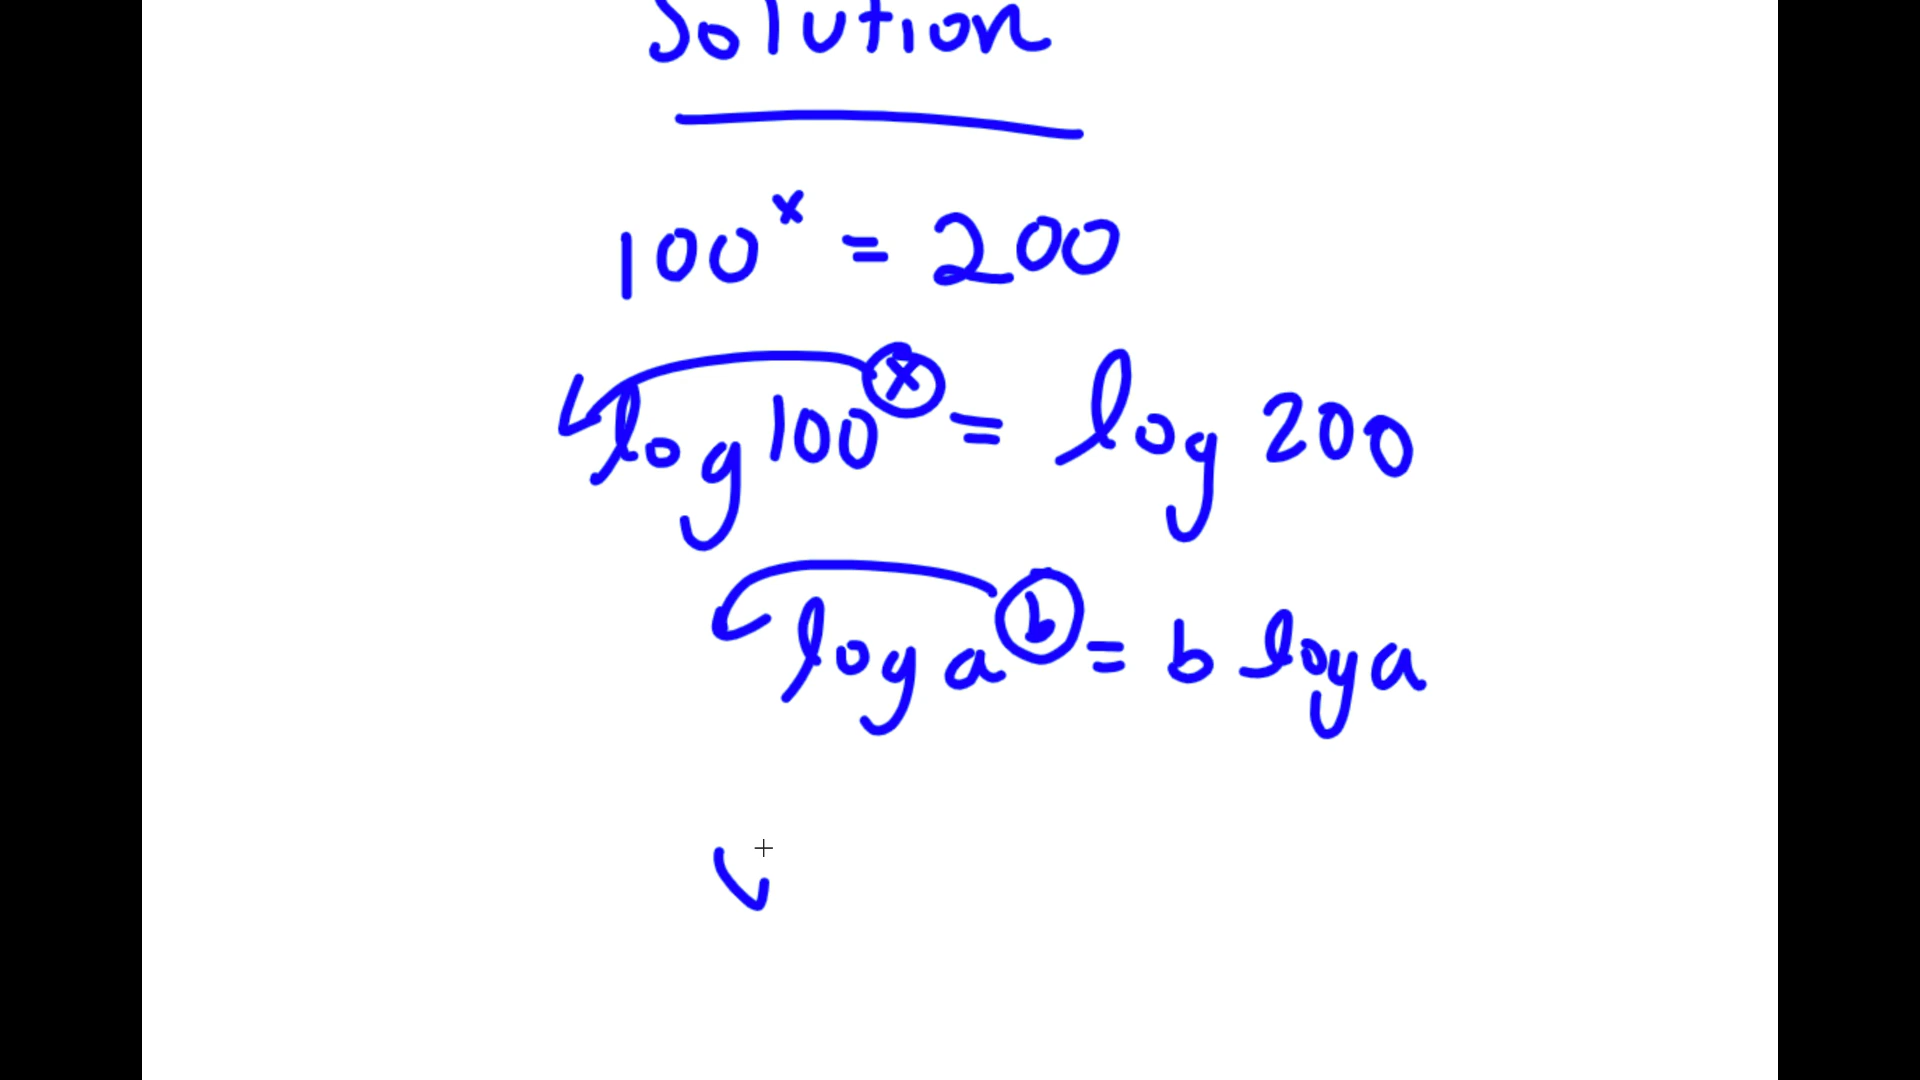 Solution
100^x = 200
log 100^x = log 200
log a^b = b log a